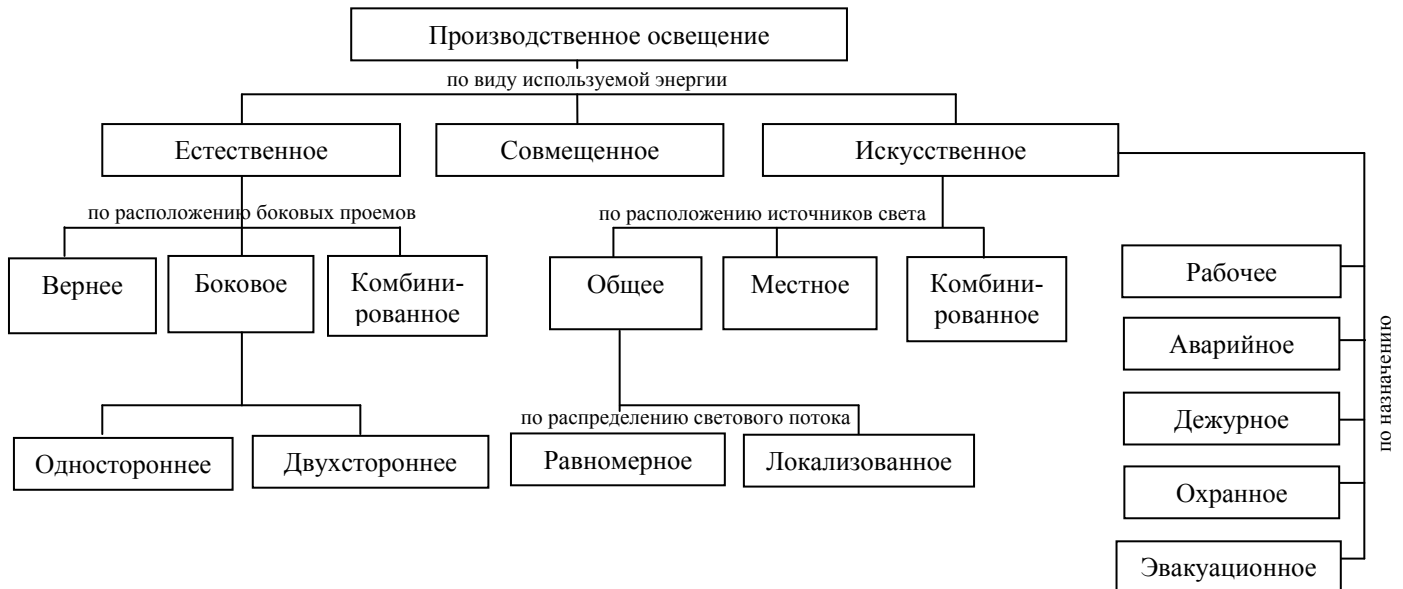 Производственное освещение
по виду используемой энергии
Естественное
Совмещенное
Искусственное
по расположению боковых проемов
по расположению источников света
Вернее
Боковое
Комбини-
рованное
Общее
Местное
Комбини-
рованное
Рабочее
Аварийное
Дежурное
Охранное
Эвакуационное
по назначению
по распределению светового потока
Одностороннее
Двухстороннее
Равномерное
Локализованное